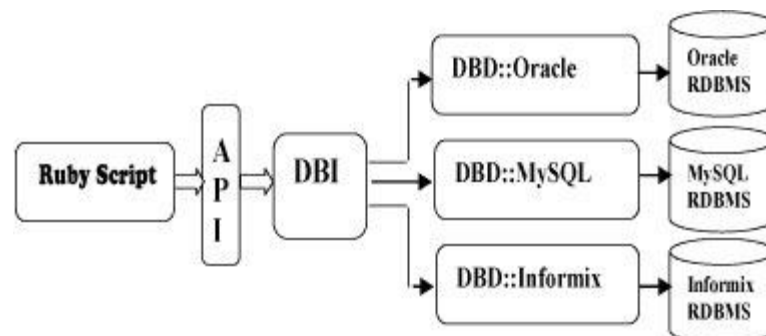 Ruby Script
A
P
I
DBI
DBD::Oracle
Oracle
RDBMS
DBD::MySQL
MySQL
RDBMS
DBD::Informix
Informix
RDBMS